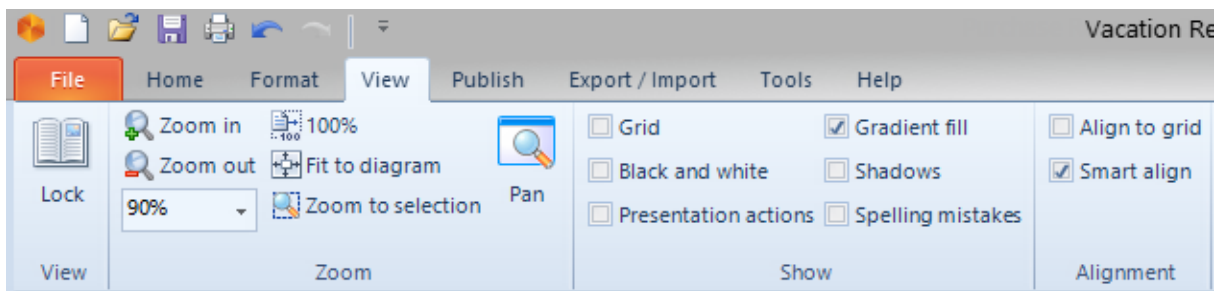 Vacation Re
File Home Format View Publish Export / Import Tools Help
Zoom in 100% Grid Gradient fill Align to grid
Zoom out Fit to diagram Black and white Shadows Smart align
Lock 90% Zoom to selection Pan Presentation actions Spelling mistakes
View Zoom Show Alignment